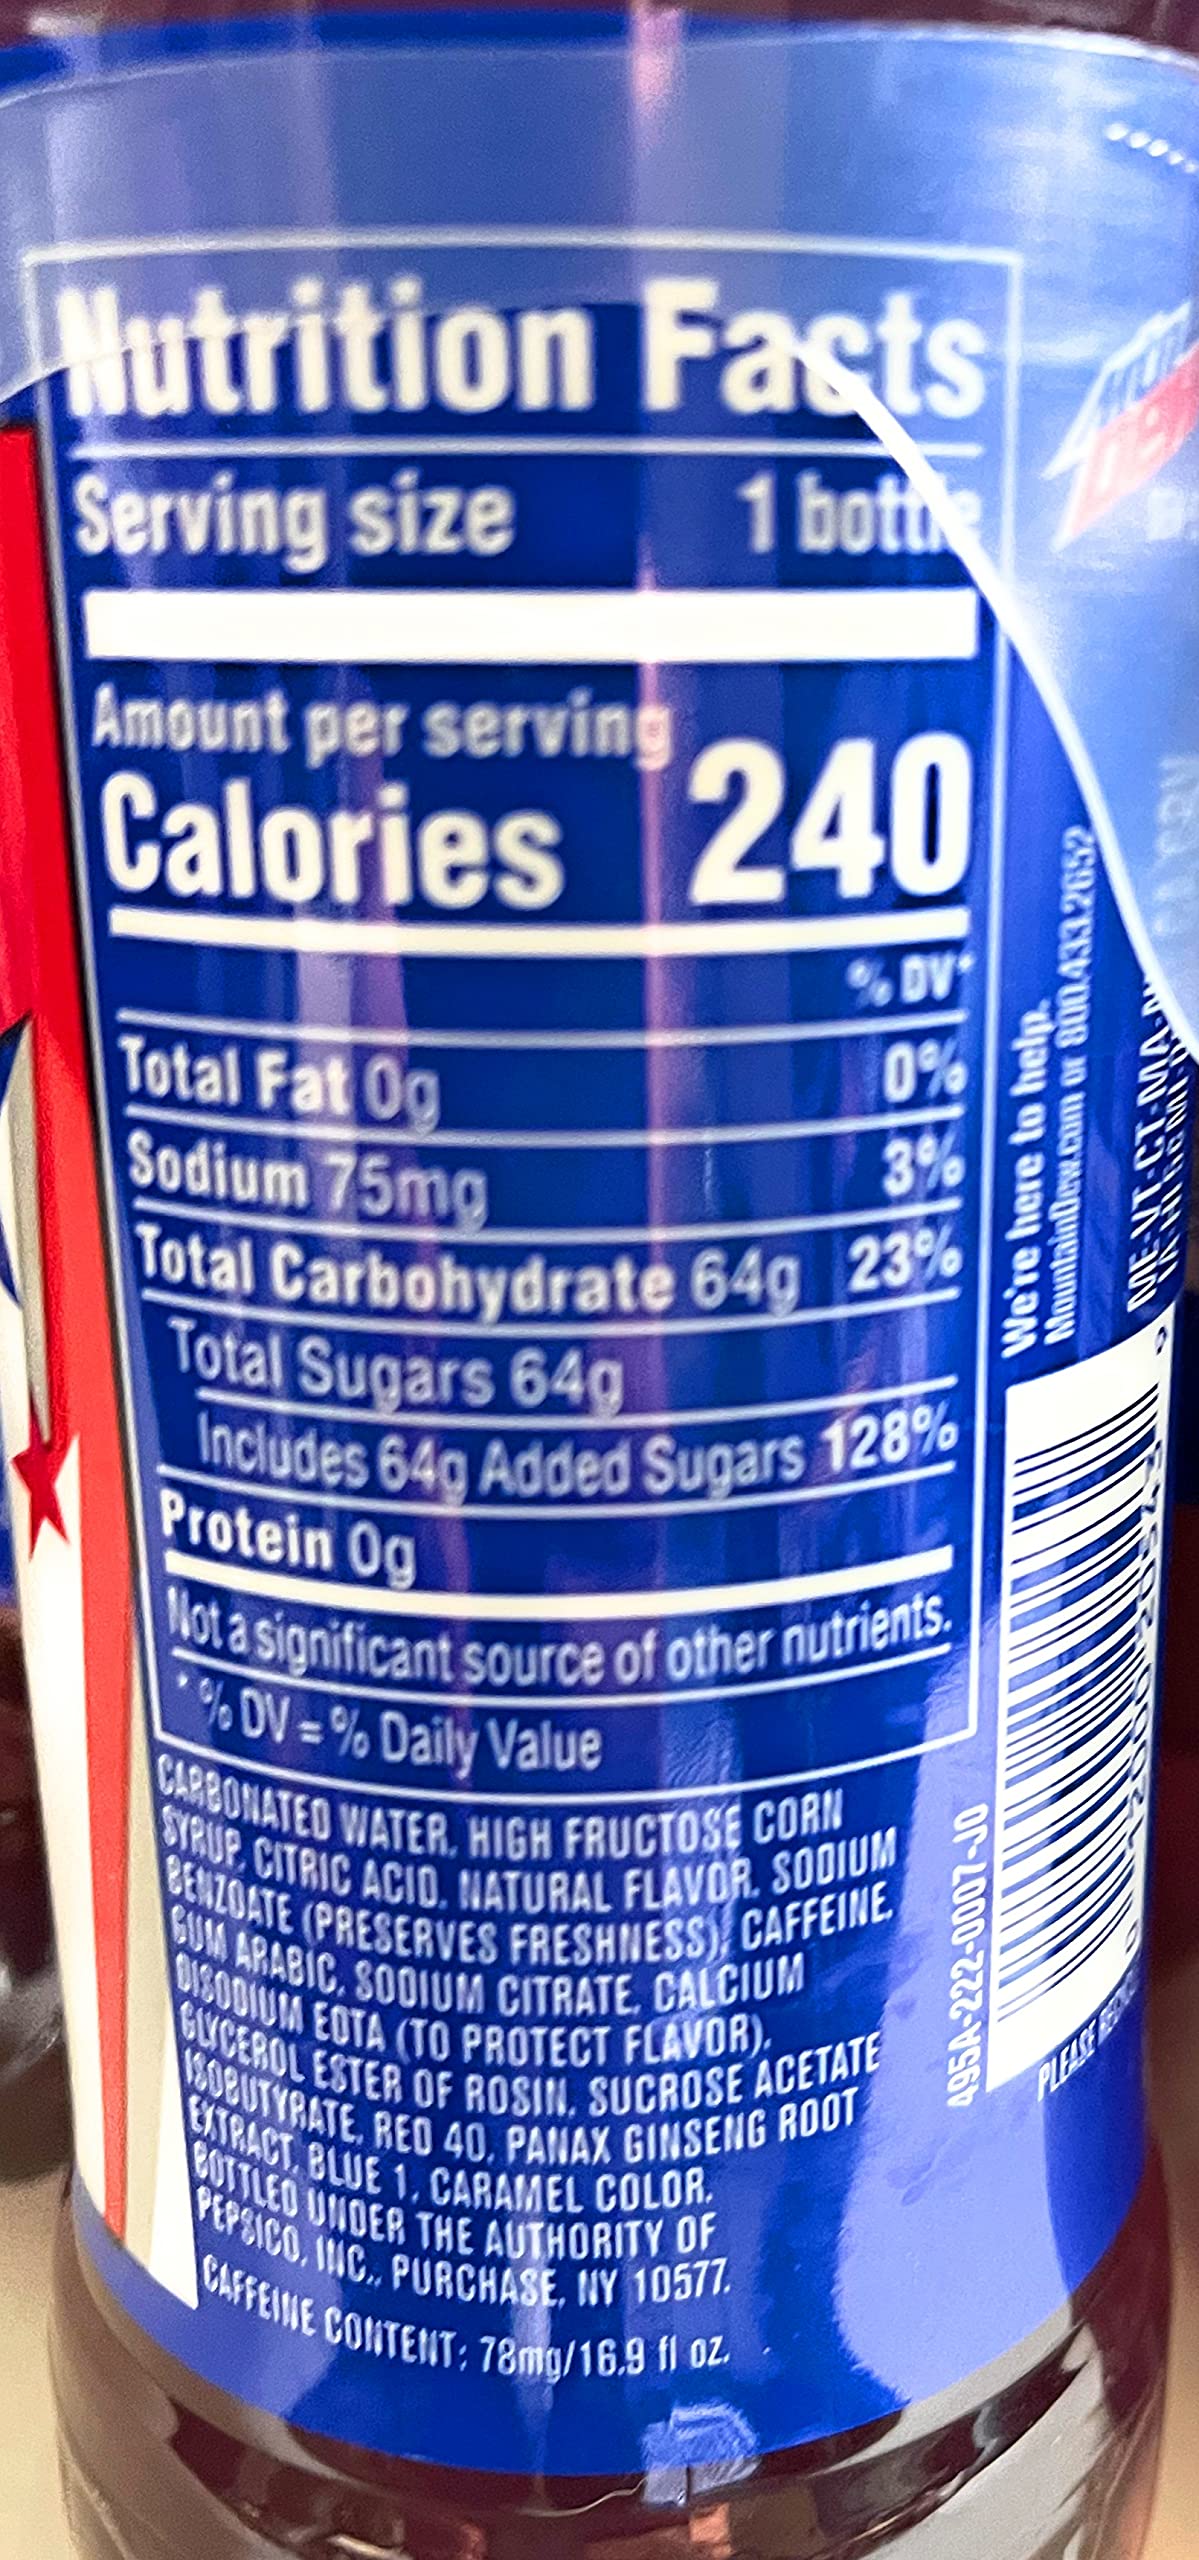 Nutrition Facts
Serving size 1 bottle
Amount per serving
Calories 240
% DV*
Total Fat 0g 0%
Sodium 75mg 3%
Total Carbohydrate 64g 23%
Total Sugars 64g
Includes 64g Added Sugars 128%
Protein 0g
Not a significant source of other nutrients.
* % DV = % Daily Value
CARBONATED WATER, HIGH FRUCTOSE CORN
SYRUP, CITRIC ACID, NATURAL FLAVOR, SODIUM
BENZOATE (PRESERVES FRESHNESS), CAFFEINE,
GUM ARABIC, SODIUM CITRATE, CALCIUM
DISODIUM EDTA (TO PROTECT FLAVOR),
GLYCEROL ESTER OF ROSIN, SUCROSE ACETATE
ISOBUTYRATE, RED 40, PANAX GINSENG ROOT
EXTRACT, BLUE 1, CARAMEL COLOR.
BOTTLED UNDER THE AUTHORITY OF
PEPSICO, INC., PURCHASE, NY 10577.
CAFFEINE CONTENT: 78mg/16.9 fl oz.
We're here to help.
MountainDew.com or 800.433.2652
ME-VT-CT-MA-
495A-222-0007-J0
PLEASE